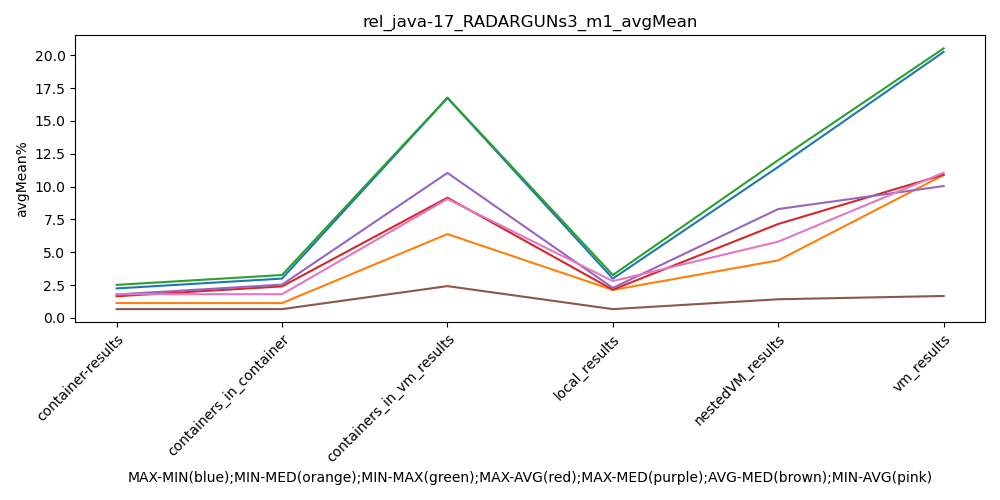 rel_java-17_RADARGUNs3_m1_avgMean
avgMean%
20.0
17.5
15.0
12.5
10.0
7.5
5.0
2.5
0.0
container-results
containers_in_container
containers_in_vm_results
local_results
nestedVM_results
vm_results
MAX-MIN(blue);MIN-MED(orange);MIN-MAX(green);MAX-AVG(red);MAX-MED(purple);AVG-MED(brown);MIN-AVG(pink)